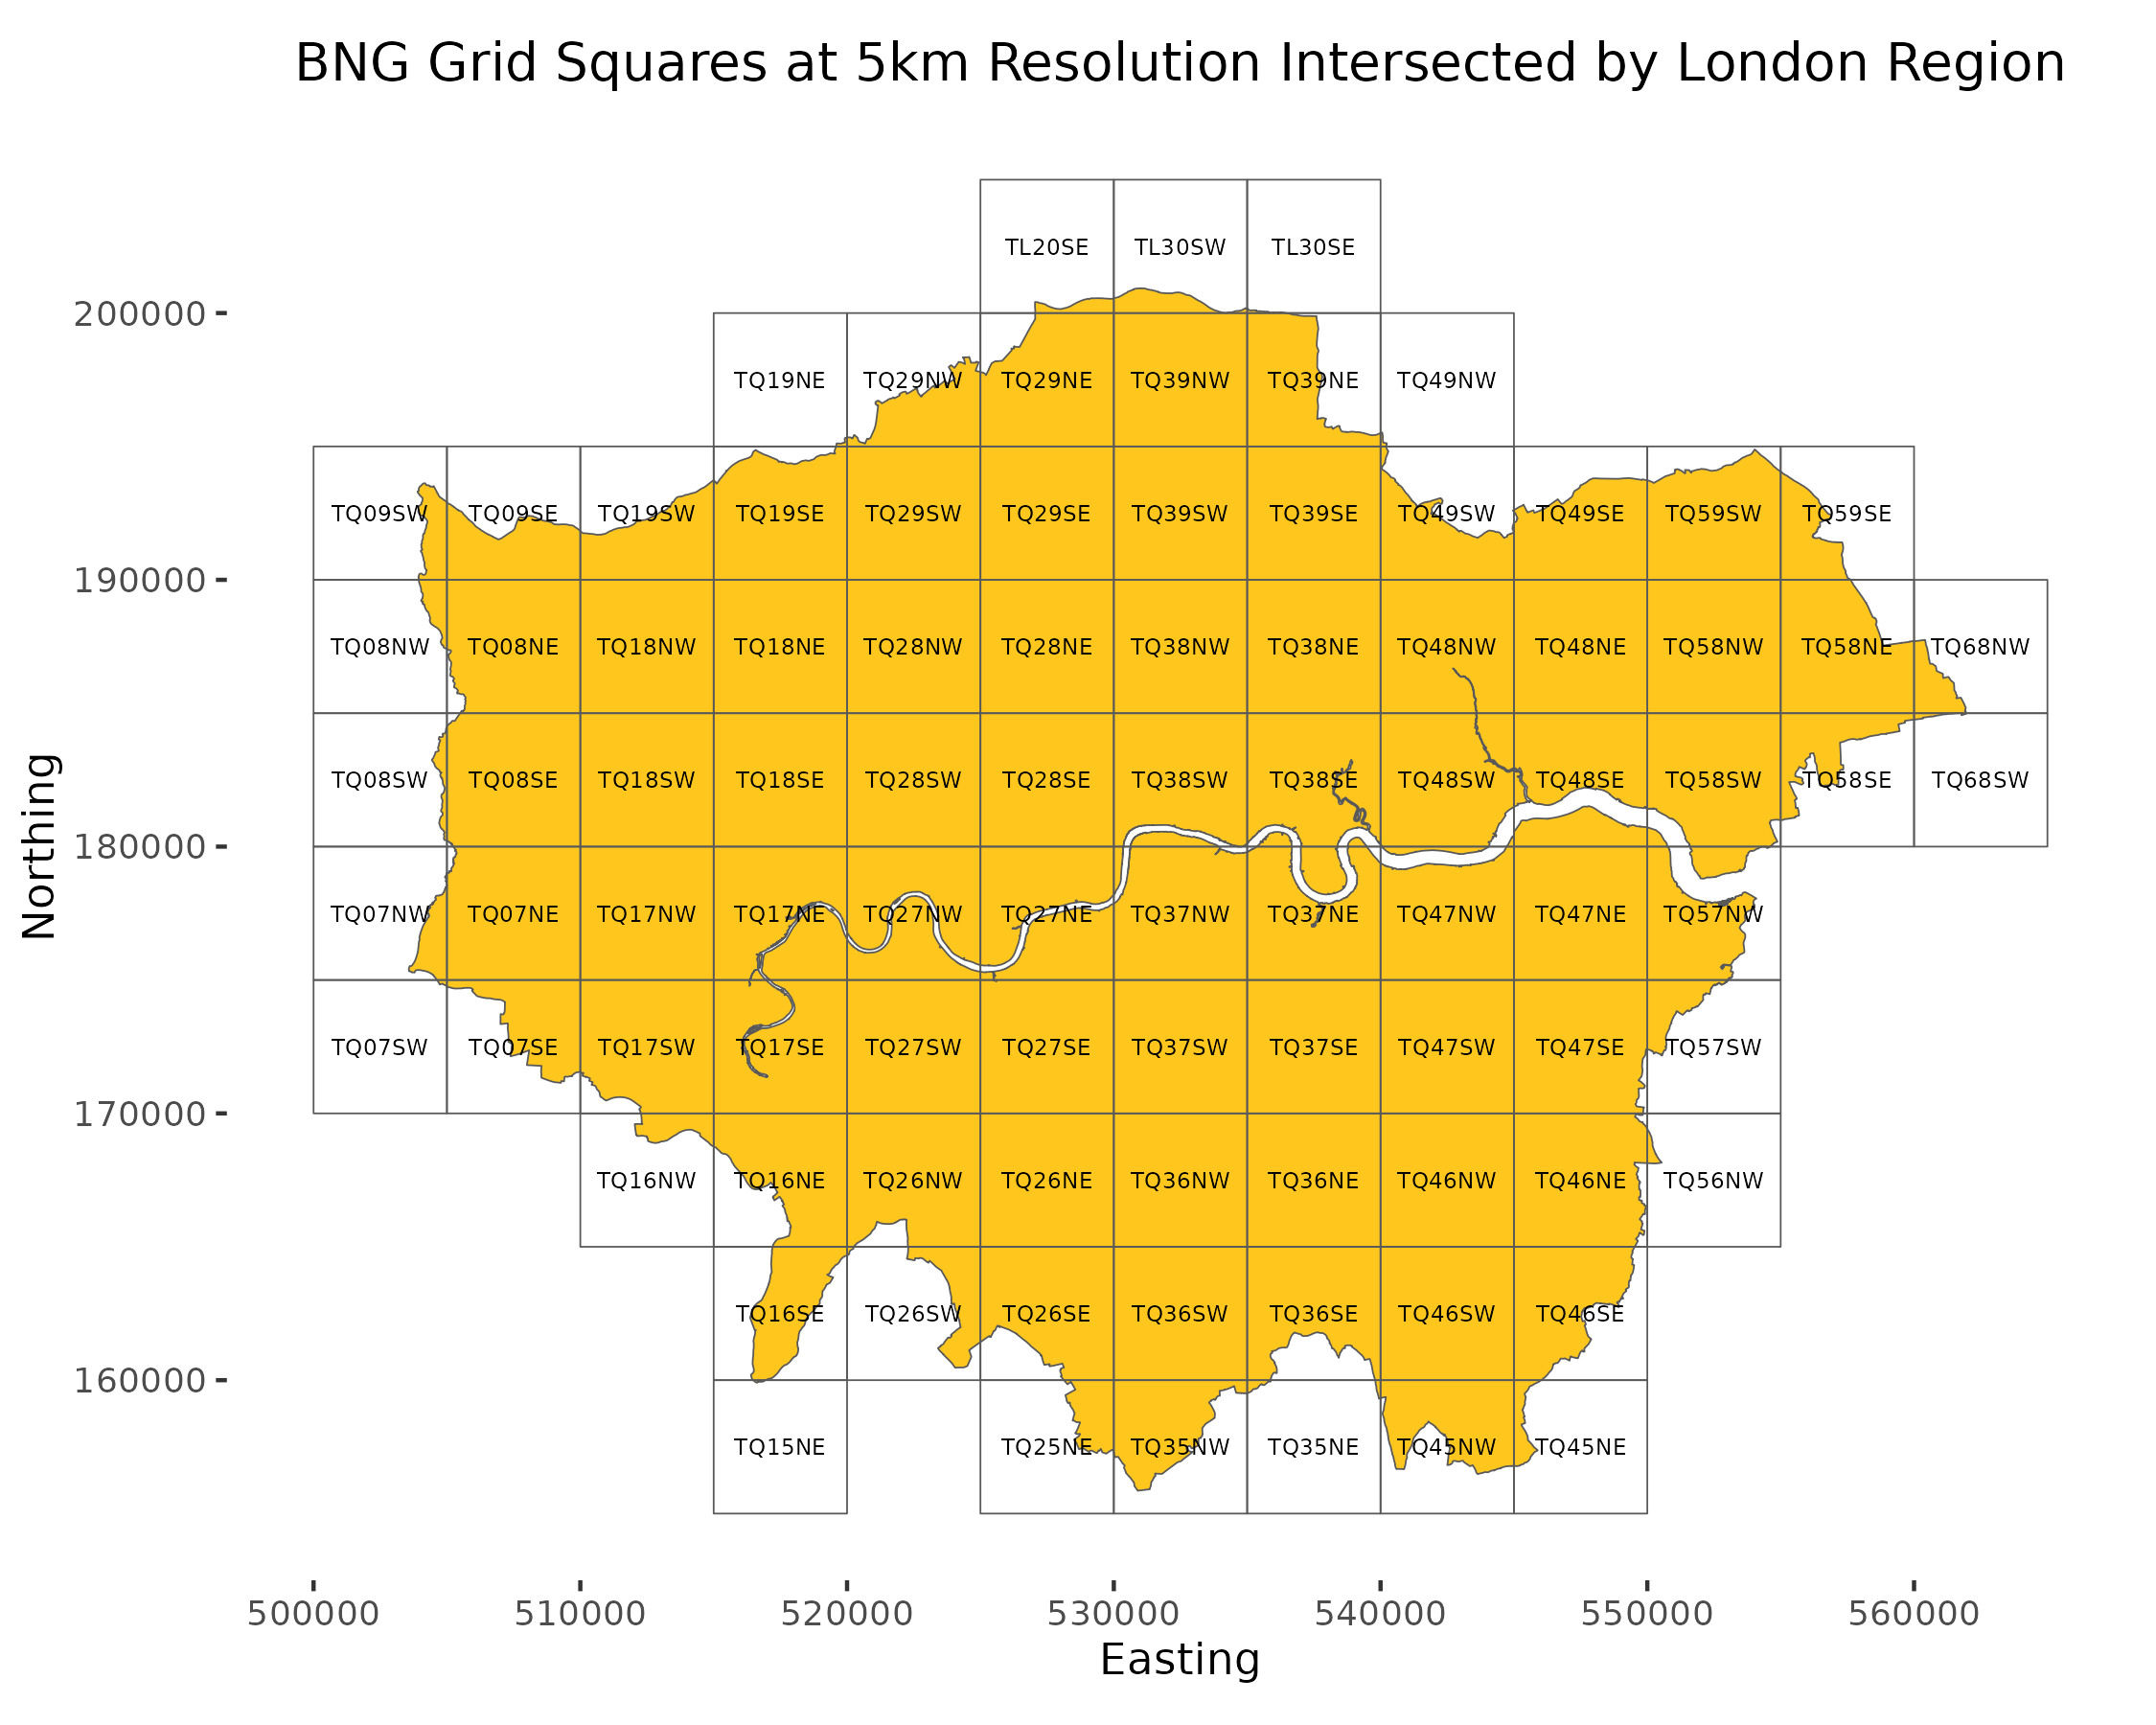 BNG Grid Squares at 5km Resolution Intersected by London Region
TL20SE TL30SW TL30SE
200000
TQ19NE TQ29NW TQ29NE TQ39NW TQ39NE TQ49NW
TQ09SW TQ09SE TQ19SW TQ19SE TQ29SW TQ29SE TQ39SW TQ39SE TQ49SW TQ49SE TQ59SW TQ59SE
190000
TQ08NW TQ08NE TQ18NW TQ18NE TQ28NW TQ28NE TQ38NW TQ38NE TQ48NW TQ48NE TQ58NW TQ58NE TQ68NW
TQ08SW TQ08SE TQ18SW TQ18SE TQ28SW TQ28SE TQ38SW TQ38SE TQ48SW TQ48SE TQ58SW TQ58SE TQ68SW
Northing
180000
TQ07NW TQ07NE TQ17NW TQ17NE TQ27NW TQ27NE TQ37NW TQ37NE TQ47NW TQ47NE TQ57NW
TQ07SW TQ07SE TQ17SW TQ17SE TQ27SW TQ27SE TQ37SW TQ37SE TQ47SW TQ47SE TQ57SW
170000
TQ16NW TQ16NE TQ26NW TQ26NE TQ36NW TQ36NE TQ46NW TQ46NE TQ56NW
TQ16SE TQ26SW TQ26SE TQ36SW TQ36SE TQ46SW TQ46SE
160000
TQ15NE TQ25NE TQ35NW TQ35NE TQ45NW TQ45NE
500000 510000 520000 530000 540000 550000 560000
Easting